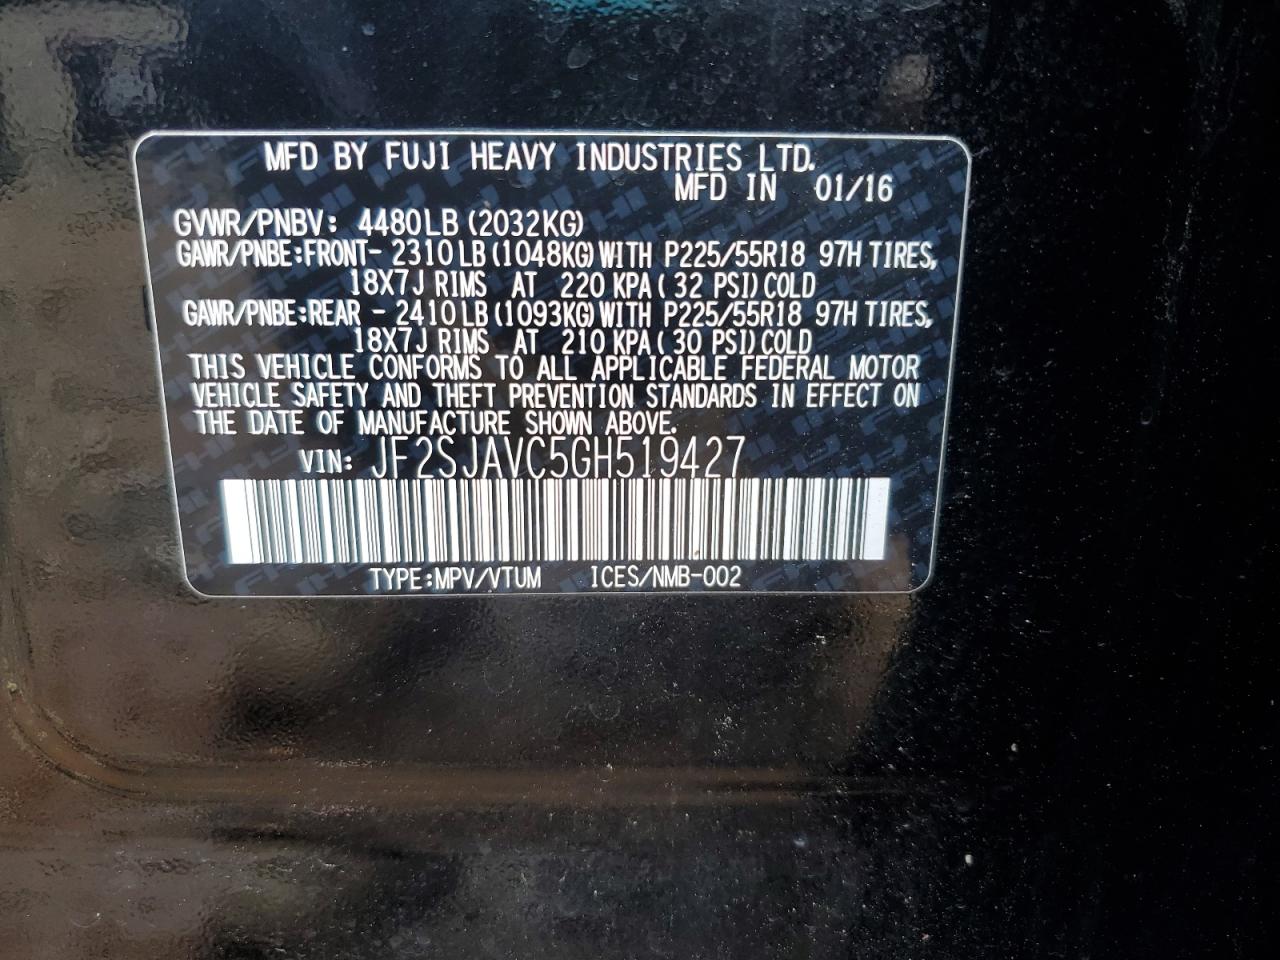 MFD BY FUJI HEAVY INDUSTRIES LTD.
MFD IN 01/16
GVWR/PNBV: 4480LB (2032KG)
GAWR/PNBE:FRONT- 2310LB (1048KG) WITH P225/55R18 97H TIRES,
18X7J RIMS AT 220 KPA ( 32 PSI) COLD
GAWR/PNBE:REAR - 2410LB (1093KG) WITH P225/55R18 97H TIRES,
18X7J RIMS AT 210 KPA ( 30 PSI) COLD
THIS VEHICLE CONFORMS TO ALL APPLICABLE FEDERAL MOTOR
VEHICLE SAFETY AND THEFT PREVENTION STANDARDS IN EFFECT ON
THE DATE OF MANUFACTURE SHOWN ABOVE.
VIN: JF2SJAVC5GH519427
TYPE:MPV/VTUM ICES/NMB-002